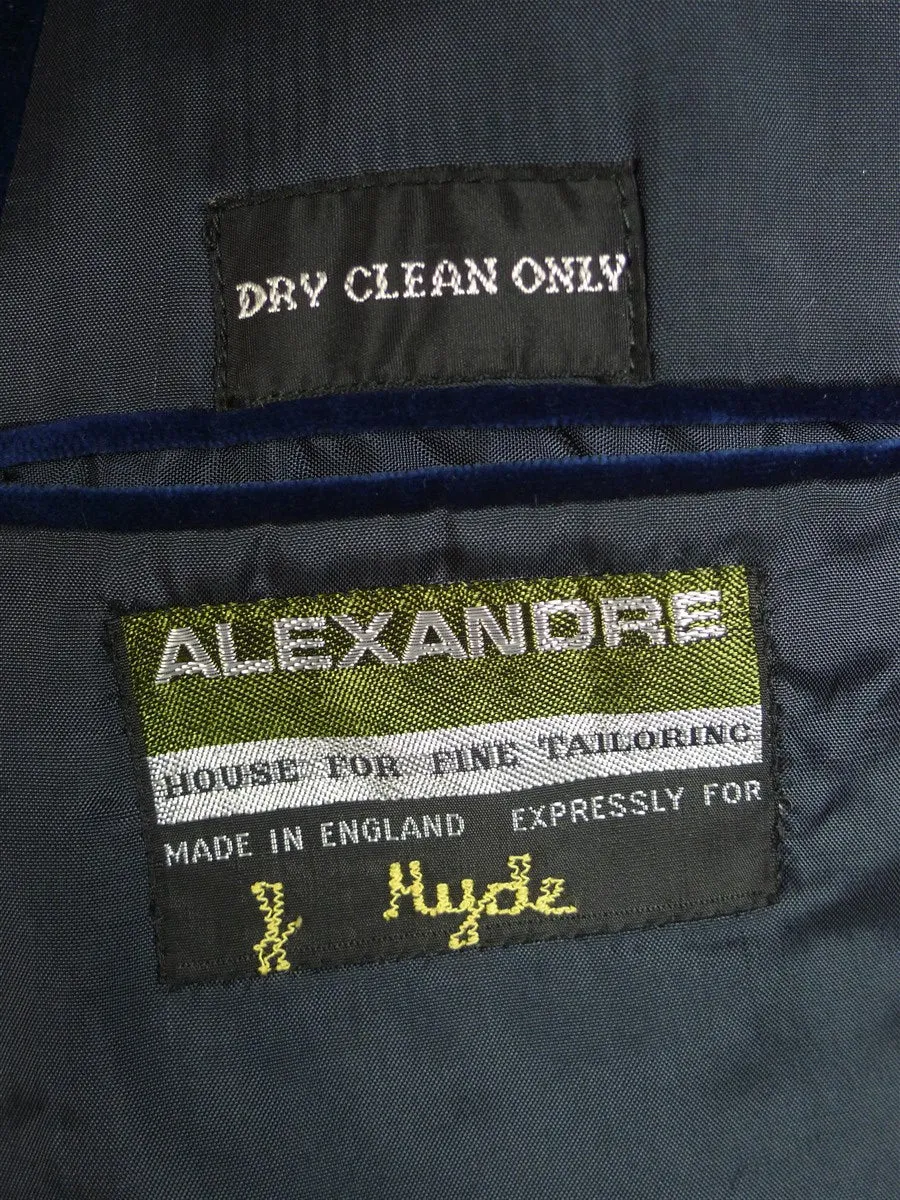 DRY CLEAN ONLY
ALEXANDRE
HOUSE FOR FINE TAILORING
MADE IN ENGLAND EXPRESSLY FOR
J Hyde